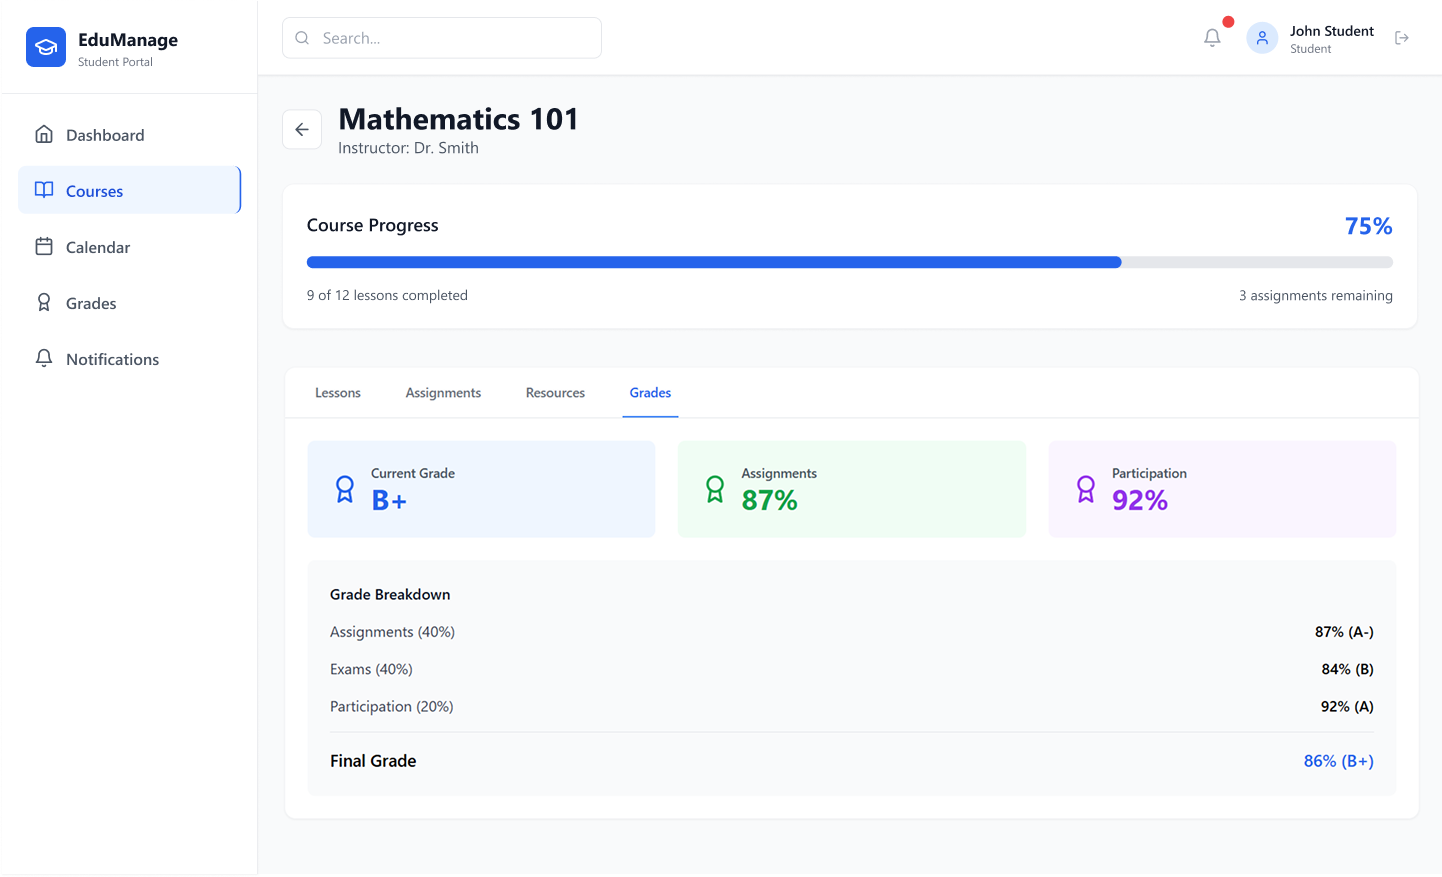 EduManage
Student Portal
Search...
John Student
Student
Dashboard
Courses
Calendar
Grades
Notifications
Mathematics 101
Instructor: Dr. Smith
Course Progress
75%
9 of 12 lessons completed
3 assignments remaining
Lessons
Assignments
Resources
Grades
Current Grade
B+
Assignments
87%
Participation
92%
Grade Breakdown
Assignments (40%) 87% (A-)
Exams (40%) 84% (B)
Participation (20%) 92% (A)
Final Grade 86% (B+)